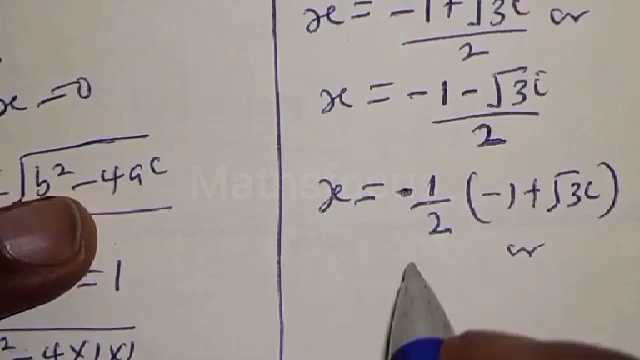 x = 0
√b² - 4ac
= 1
² - 4×1×1
x = -1 + √3i / 2 or
x = -1 - √3i / 2
x = -1/2 (-1 + √3i)
or